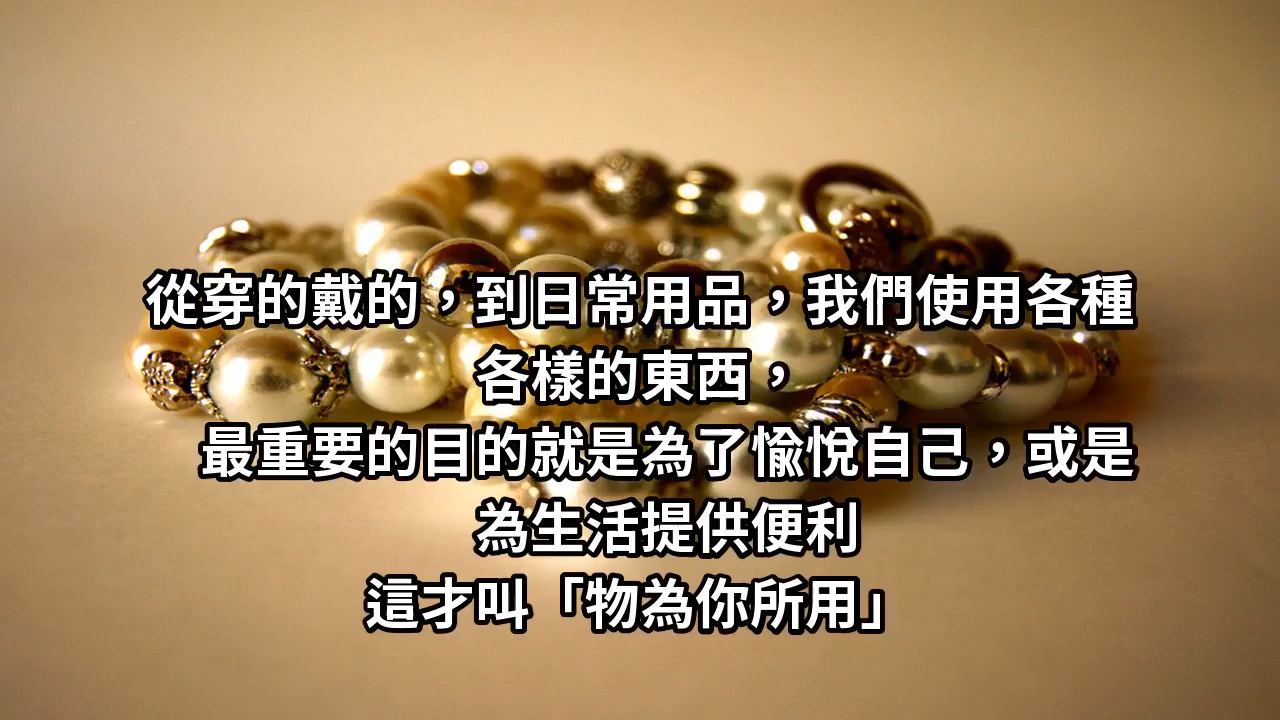 從穿的戴的，到日常用品，我們使用各種
各樣的東西，
最重要的目的就是為了愉悅自己，或是
為生活提供便利
這才叫「物為你所用」